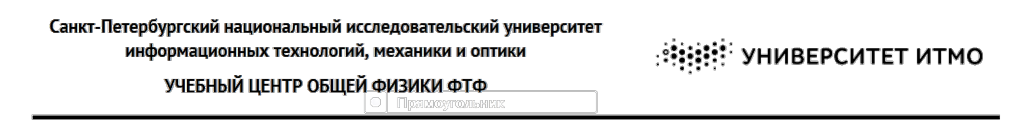 Санкт-Петербургский национальный исследовательский университет
информационных технологий, механики и оптики
УЧЕБНЫЙ ЦЕНТР ОБЩЕЙ ФИЗИКИ ФТФ
УНИВЕРСИТЕТ ИТМО
Прямоугольник